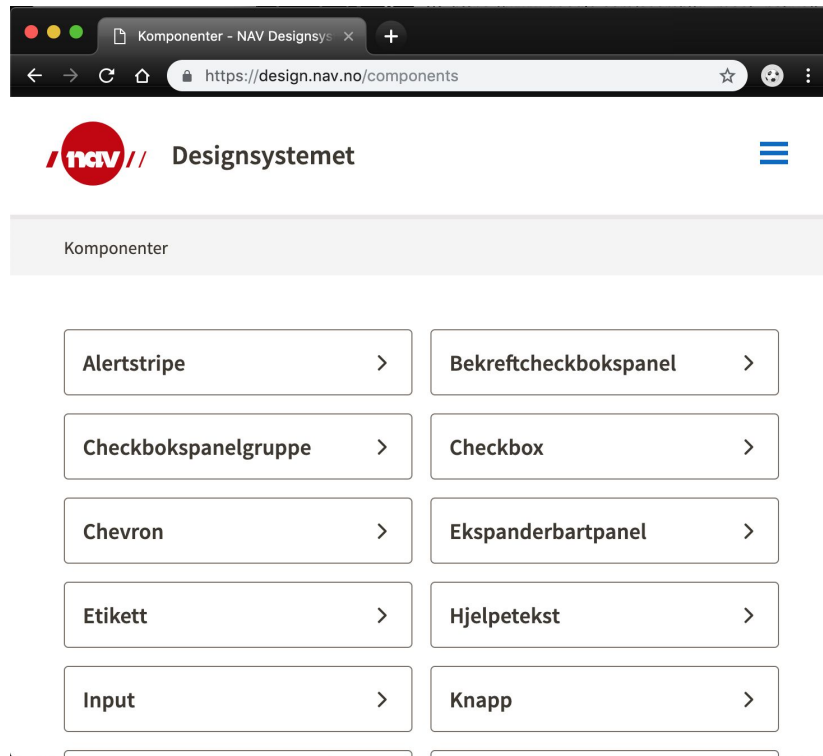 Komponenter - NAV Designsys
https://design.nav.no/components
nav Designsystemet
Komponenter
Alertstripe Bekreftcheckbokspanel
Checkbokspanelgruppe Checkbox
Chevron Ekspanderbartpanel
Etikett Hjelpetekst
Input Knapp